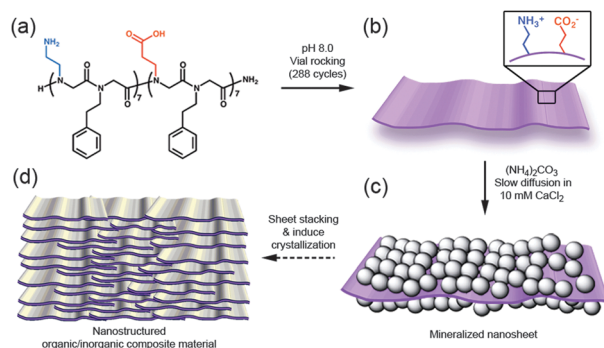 (a)
NH₂
O
OH
H
N
O
N
O
7
N
O
N
O
7
NH₂
pH 8.0
Vial rocking
(288 cycles)
(b)
NH₃⁺
CO₂⁻
(NH₄)₂CO₃
Slow diffusion in
10 mM CaCl₂
(c)
Mineralized nanosheet
Sheet stacking
& induce
crystallization
(d)
Nanostructured
organic/inorganic composite material